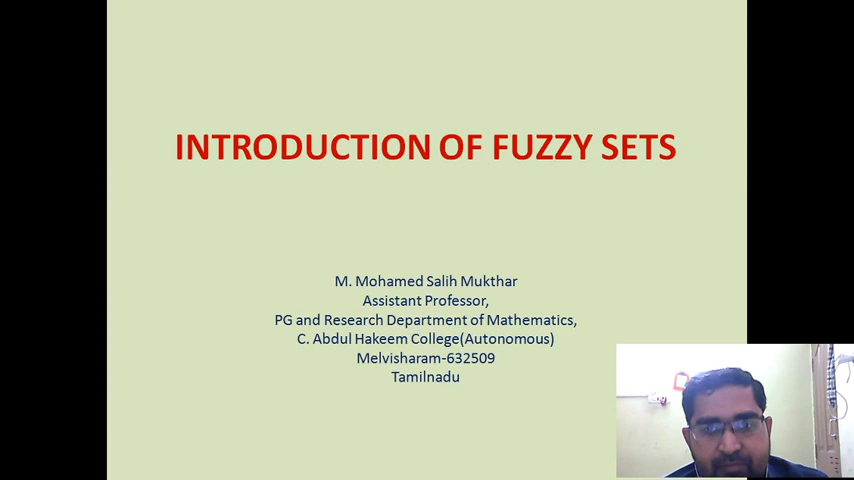 INTRODUCTION OF FUZZY SETS
M. Mohamed Salih Mukthar
Assistant Professor,
PG and Research Department of Mathematics,
C. Abdul Hakeem College(Autonomous)
Melvisharam-632509
Tamilnadu